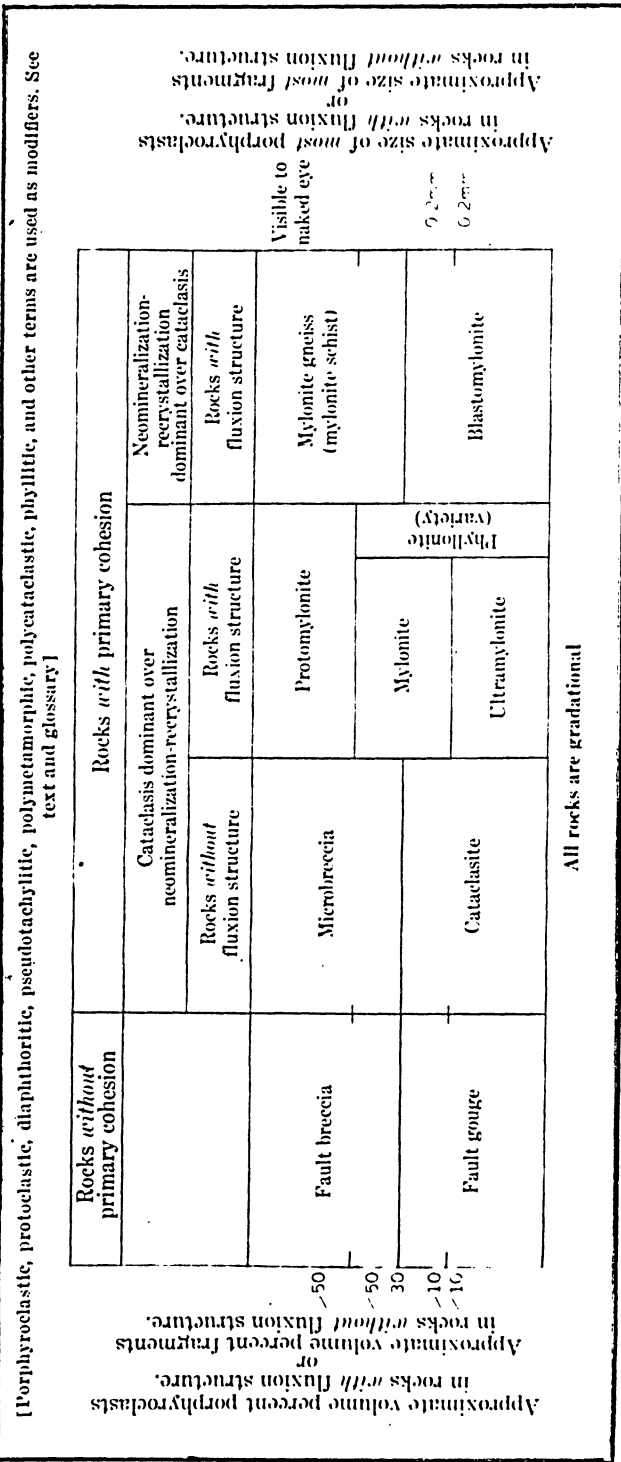 [Porphyroclastic, protoclastic, diaphthoritic, pseudotachylitic, polymetamorphic, polycataclastic, phyllitic, and other terms are used as modifiers. See
text and glossary]
Rocks without
primary cohesion
Rocks with primary cohesion
Cataclasis dominant over
neomineralization-recrystallization
Neomineralization-
recrystallization
dominant over cataclasis
Rocks without
fluxion structure
Rocks with
fluxion structure
Rocks with
fluxion structure
Approximate volume percent porphyroclasts
in rocks with fluxion structure.
or
Approximate volume percent fragments
in rocks without fluxion structure.
~50
~50
30
~10
~10
Fault breccia
Microbreccia
Protomylonite
Mylonite gneiss
(mylonite schist)
Fault gouge
Cataclasite
Mylonite
Ultramylonite
Phyllonite
(variety)
Blastomylonite
Visible to
naked eye
0.2mm
0.2mm
Approximate size of most porphyroclasts
in rocks with fluxion structure.
or
Approximate size of most fragments
in rocks without fluxion structure.
All rocks are gradational